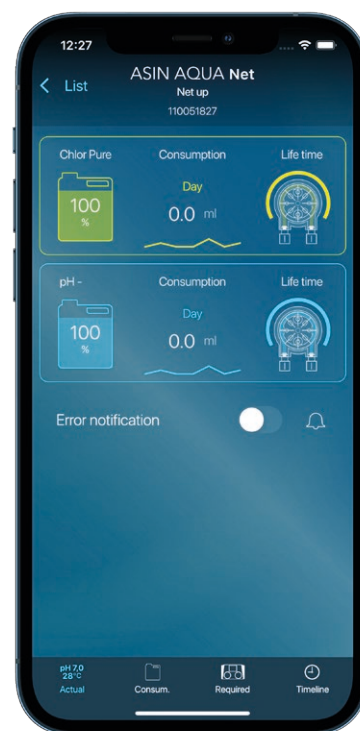 12:27
List
ASIN AQUA Net
Net up
110051827
Chlor Pure
Consumption
Life time
100
%
Day
0.0 ml
pH -
Consumption
Life time
100
%
Day
0.0 ml
Error notification
pH 7,0
28°C
Actual
Consum.
Required
Timeline